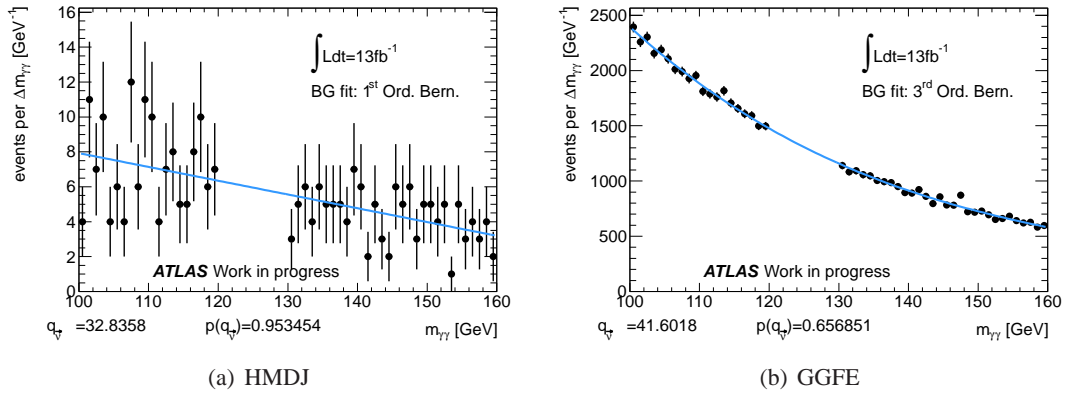 events per Δmγγ [GeV⁻¹]
16
14
12
10
8
6
4
2
0
∫Ldt=13fb⁻¹
BG fit: 1ˢᵗ Ord. Bern.
ATLAS Work in progress
100 110 120 130 140 150 160
mγγ [GeV]
q_ν⃗ =32.8358 p(q_ν⃗)=0.953454
(a) HMDJ
events per Δmγγ [GeV⁻¹]
2500
2000
1500
1000
500
0
∫Ldt=13fb⁻¹
BG fit: 3ʳᵈ Ord. Bern.
ATLAS Work in progress
100 110 120 130 140 150 160
mγγ [GeV]
q_ν⃗ =41.6018 p(q_ν⃗)=0.656851
(b) GGFE